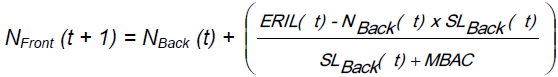 N_Front (t + 1) = N_Back (t) + ( (ERIL( t) - N_Back( t) x SL_Back( t)) / (SL_Back( t) + MBAC) )